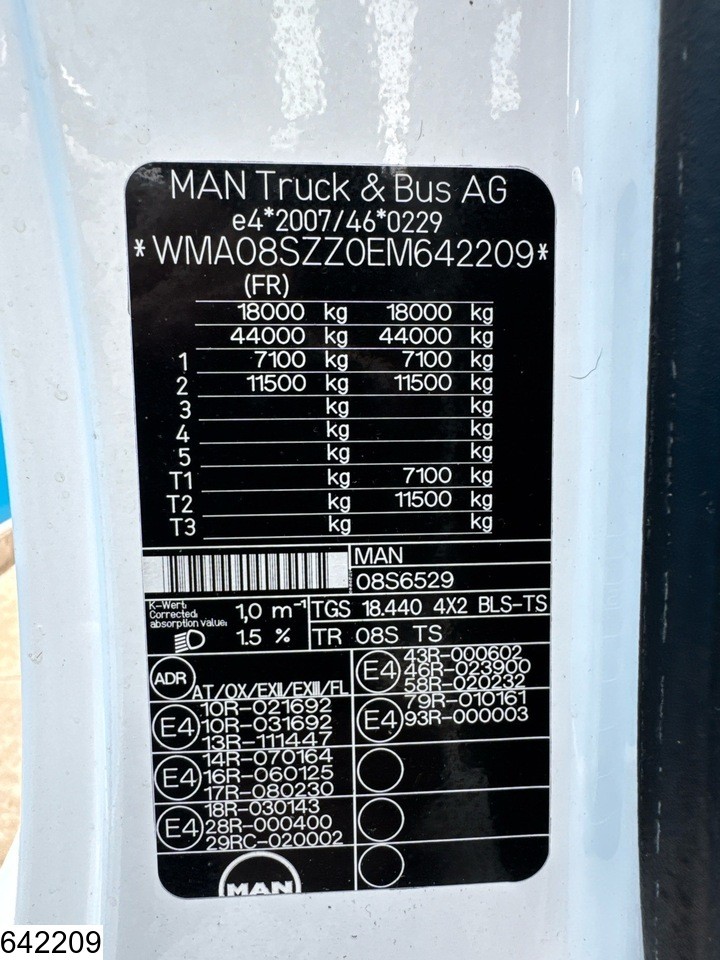 MAN Truck & Bus AG
e4*2007/46*0229
*WMA08SZZ0EM642209*
(FR)
18000 kg 18000 kg
44000 kg 44000 kg
1 7100 kg 7100 kg
2 11500 kg 11500 kg
3 kg kg
4 kg kg
5 kg kg
T1 kg 7100 kg
T2 kg 11500 kg
T3 kg kg
MAN
08S6529
K-Wert:
Corrected
absorption value:
1,0 m⁻¹
1.5 %
TGS 18.440 4X2 BLS-TS
TR 08S TS
ADR AT/OX/EXII/EXIII/FL
E4
10R-021692
10R-031692
13R-111447
E4
14R-070164
16R-060125
17R-080230
E4
18R-030143
28R-000400
29RC-020002
E4
43R-000602
46R-023900
58R-020232
E4
79R-010161
93R-000003
MAN
642209